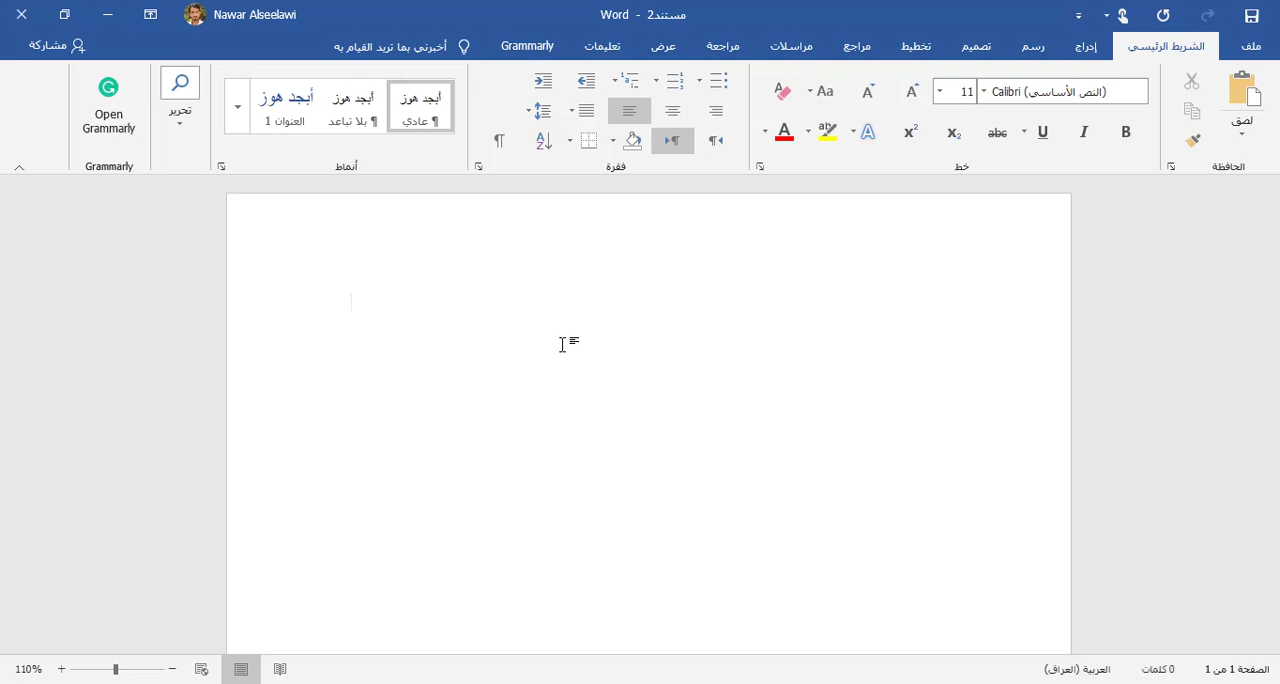 Nawar Alseelawi
مستند2 - Word
ملف
الشريط الرئيسي
إدراج
رسم
تصميم
تخطيط
مراجع
مراسلات
مراجعة
عرض
تعليمات
Grammarly
أخبرني بما تريد القيام به
مشاركة
لصق
الحافظة
Calibri (النص الأساسي)
11
Aa
B
I
U
abc
x₂
x²
خط
فقرة
أبجد هوز
¶ عادي
أبجد هوز
¶ بلا تباعد
أبجد هوز
العنوان 1
أنماط
تحرير
Open
Grammarly
Grammarly
الصفحة 1 من 1
0 كلمات
العربية (العراق)
110%